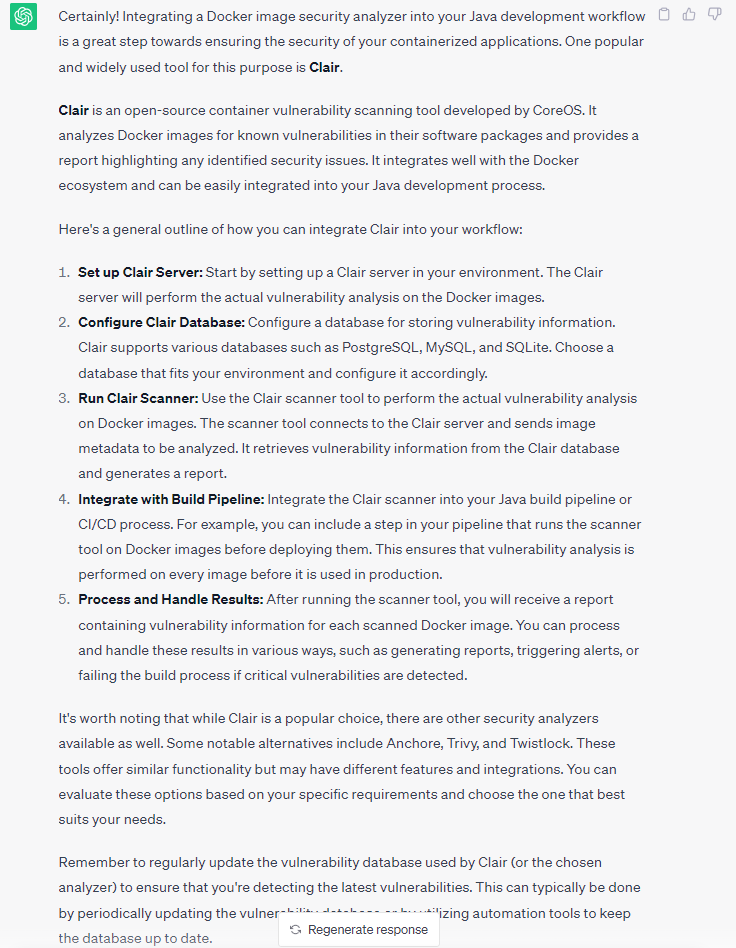 Certainly! Integrating a Docker image security analyzer into your Java development workflow
is a great step towards ensuring the security of your containerized applications. One popular
and widely used tool for this purpose is Clair.
Clair is an open-source container vulnerability scanning tool developed by CoreOS. It
analyzes Docker images for known vulnerabilities in their software packages and provides a
report highlighting any identified security issues. It integrates well with the Docker
ecosystem and can be easily integrated into your Java development process.
Here's a general outline of how you can integrate Clair into your workflow:
1. Set up Clair Server: Start by setting up a Clair server in your environment. The Clair
server will perform the actual vulnerability analysis on the Docker images.
2. Configure Clair Database: Configure a database for storing vulnerability information.
Clair supports various databases such as PostgreSQL, MySQL, and SQLite. Choose a
database that fits your environment and configure it accordingly.
3. Run Clair Scanner: Use the Clair scanner tool to perform the actual vulnerability analysis
on Docker images. The scanner tool connects to the Clair server and sends image
metadata to be analyzed. It retrieves vulnerability information from the Clair database
and generates a report.
4. Integrate with Build Pipeline: Integrate the Clair scanner into your Java build pipeline or
CI/CD process. For example, you can include a step in your pipeline that runs the scanner
tool on Docker images before deploying them. This ensures that vulnerability analysis is
performed on every image before it is used in production.
5. Process and Handle Results: After running the scanner tool, you will receive a report
containing vulnerability information for each scanned Docker image. You can process
and handle these results in various ways, such as generating reports, triggering alerts, or
failing the build process if critical vulnerabilities are detected.
It's worth noting that while Clair is a popular choice, there are other security analyzers
available as well. Some notable alternatives include Anchore, Trivy, and Twistlock. These
tools offer similar functionality but may have different features and integrations. You can
evaluate these options based on your specific requirements and choose the one that best
suits your needs.
Remember to regularly update the vulnerability database used by Clair (or the chosen
analyzer) to ensure that you're detecting the latest vulnerabilities. This can typically be done
by periodically updating the vulnerability database or by utilizing automation tools to keep
the database up to date.
Regenerate response